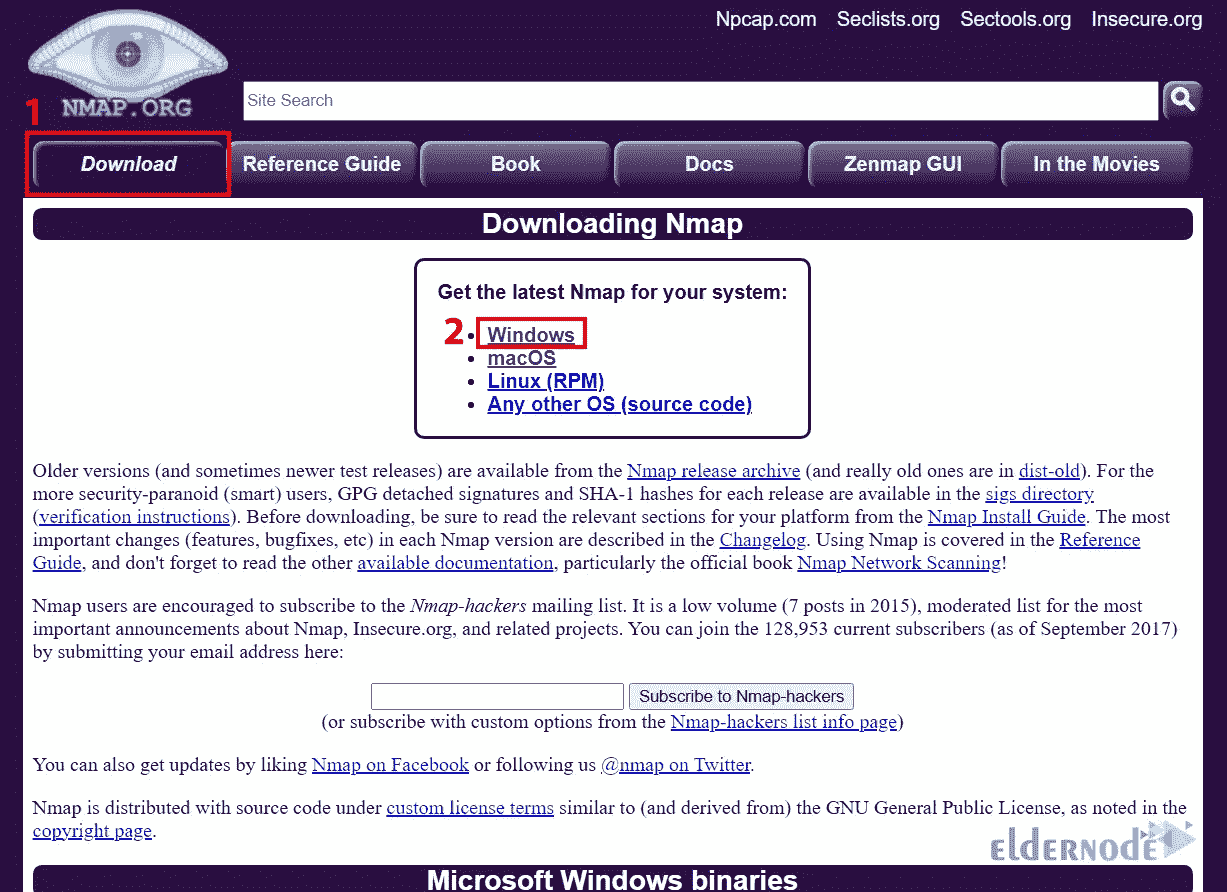 Npcap.com Seclists.org Sectools.org Insecure.org
NMAP.ORG
Site Search
1
Download Reference Guide Book Docs Zenmap GUI In the Movies
Downloading Nmap
Get the latest Nmap for your system:
2 • Windows
• macOS
• Linux (RPM)
• Any other OS (source code)
Older versions (and sometimes newer test releases) are available from the Nmap release archive (and really old ones are in dist-old). For the
more security-paranoid (smart) users, GPG detached signatures and SHA-1 hashes for each release are available in the sigs directory
(verification instructions). Before downloading, be sure to read the relevant sections for your platform from the Nmap Install Guide. The most
important changes (features, bugfixes, etc) in each Nmap version are described in the Changelog. Using Nmap is covered in the Reference
Guide, and don't forget to read the other available documentation, particularly the official book Nmap Network Scanning!
Nmap users are encouraged to subscribe to the Nmap-hackers mailing list. It is a low volume (7 posts in 2015), moderated list for the most
important announcements about Nmap, Insecure.org, and related projects. You can join the 128,953 current subscribers (as of September 2017)
by submitting your email address here:
Subscribe to Nmap-hackers
(or subscribe with custom options from the Nmap-hackers list info page)
You can also get updates by liking Nmap on Facebook or following us @nmap on Twitter.
Nmap is distributed with source code under custom license terms similar to (and derived from) the GNU General Public License, as noted in the
copyright page.
eldernode
Microsoft Windows binaries